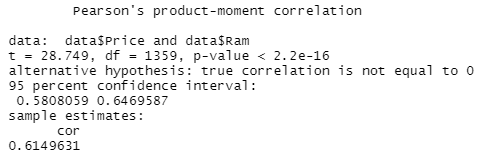 Pearson's product-moment correlation
data:  data$Price and data$Ram
t = 28.749, df = 1359, p-value < 2.2e-16
alternative hypothesis: true correlation is not equal to 0
95 percent confidence interval:
 0.5808059 0.6469587
sample estimates:
      cor
0.6149631